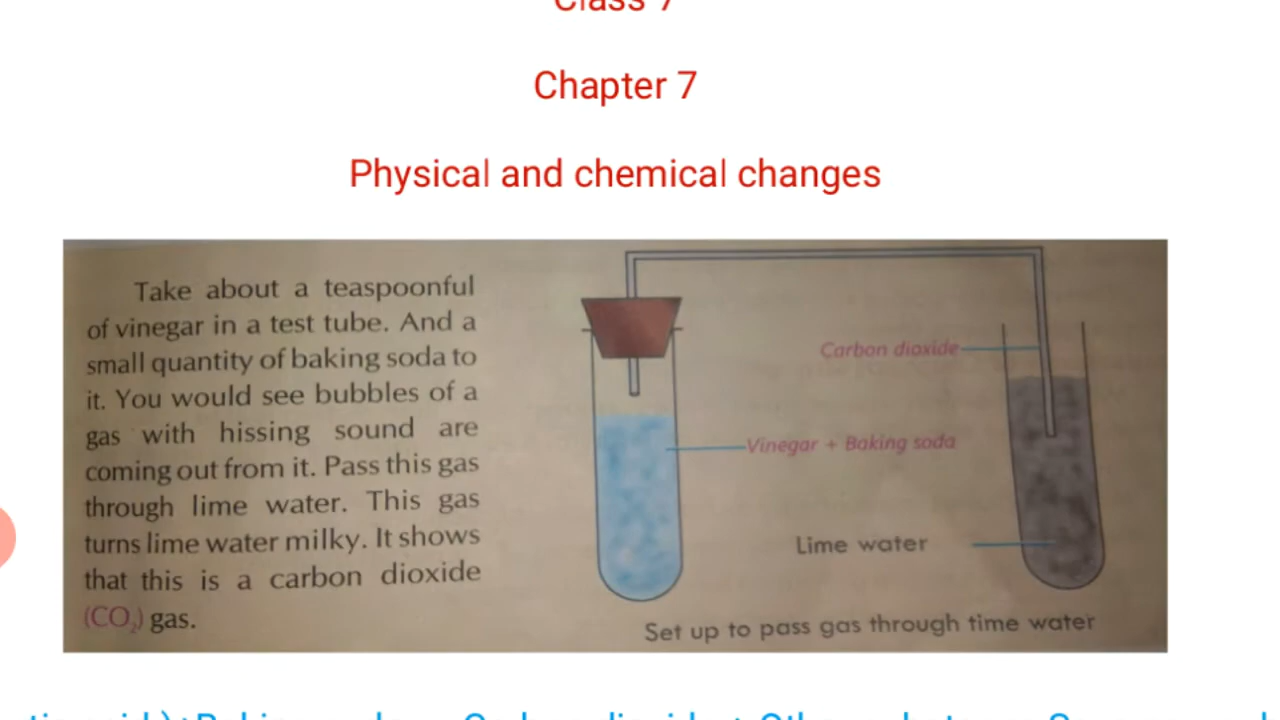 Class 7
Chapter 7
Physical and chemical changes
Take about a teaspoonful
of vinegar in a test tube. And a
small quantity of baking soda to
it. You would see bubbles of a
gas with hissing sound are
coming out from it. Pass this gas
through lime water. This gas
turns lime water milky. It shows
that this is a carbon dioxide
(CO₂) gas.
Carbon dioxide
Vinegar + Baking soda
Lime water
Set up to pass gas through time water